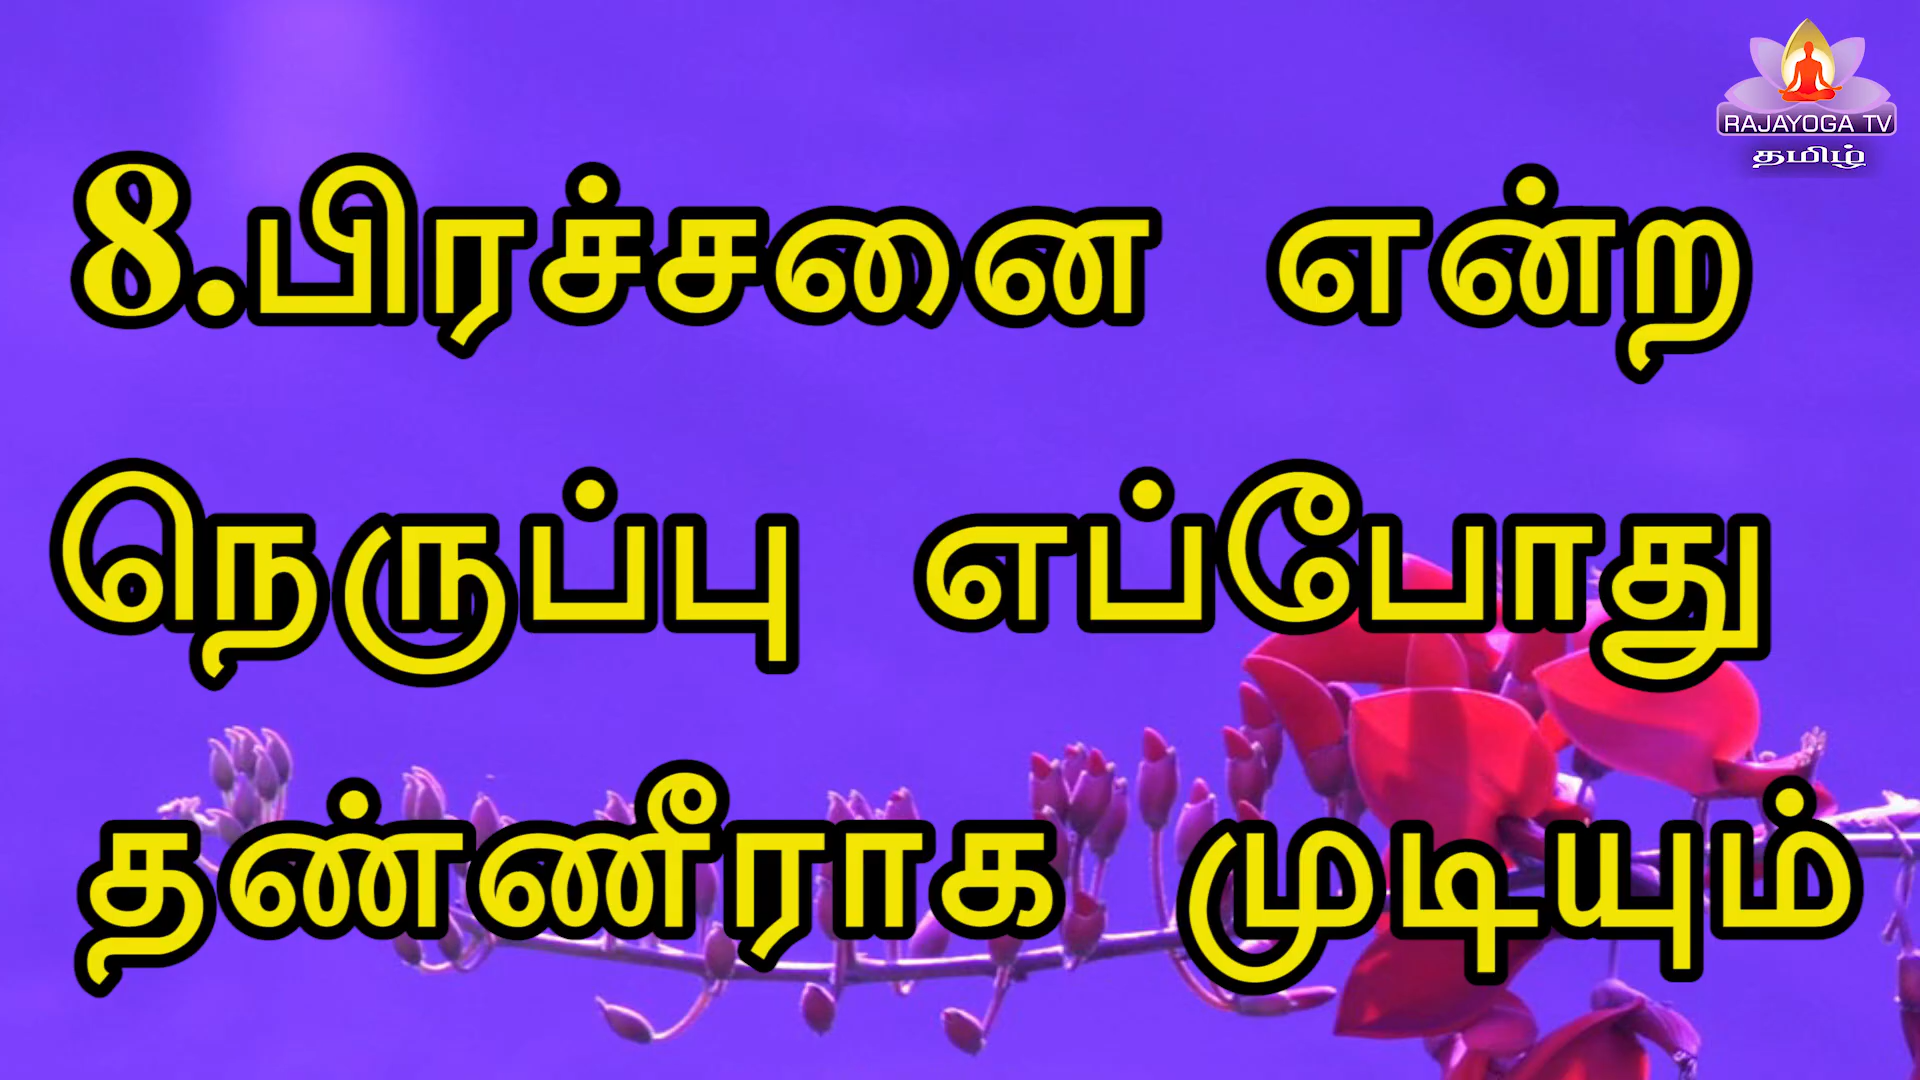 RAJAYOGA TV
தமிழ்
8.பிரச்சனை என்ற
நெருப்பு எப்போது
தண்ணீராக முடியும்